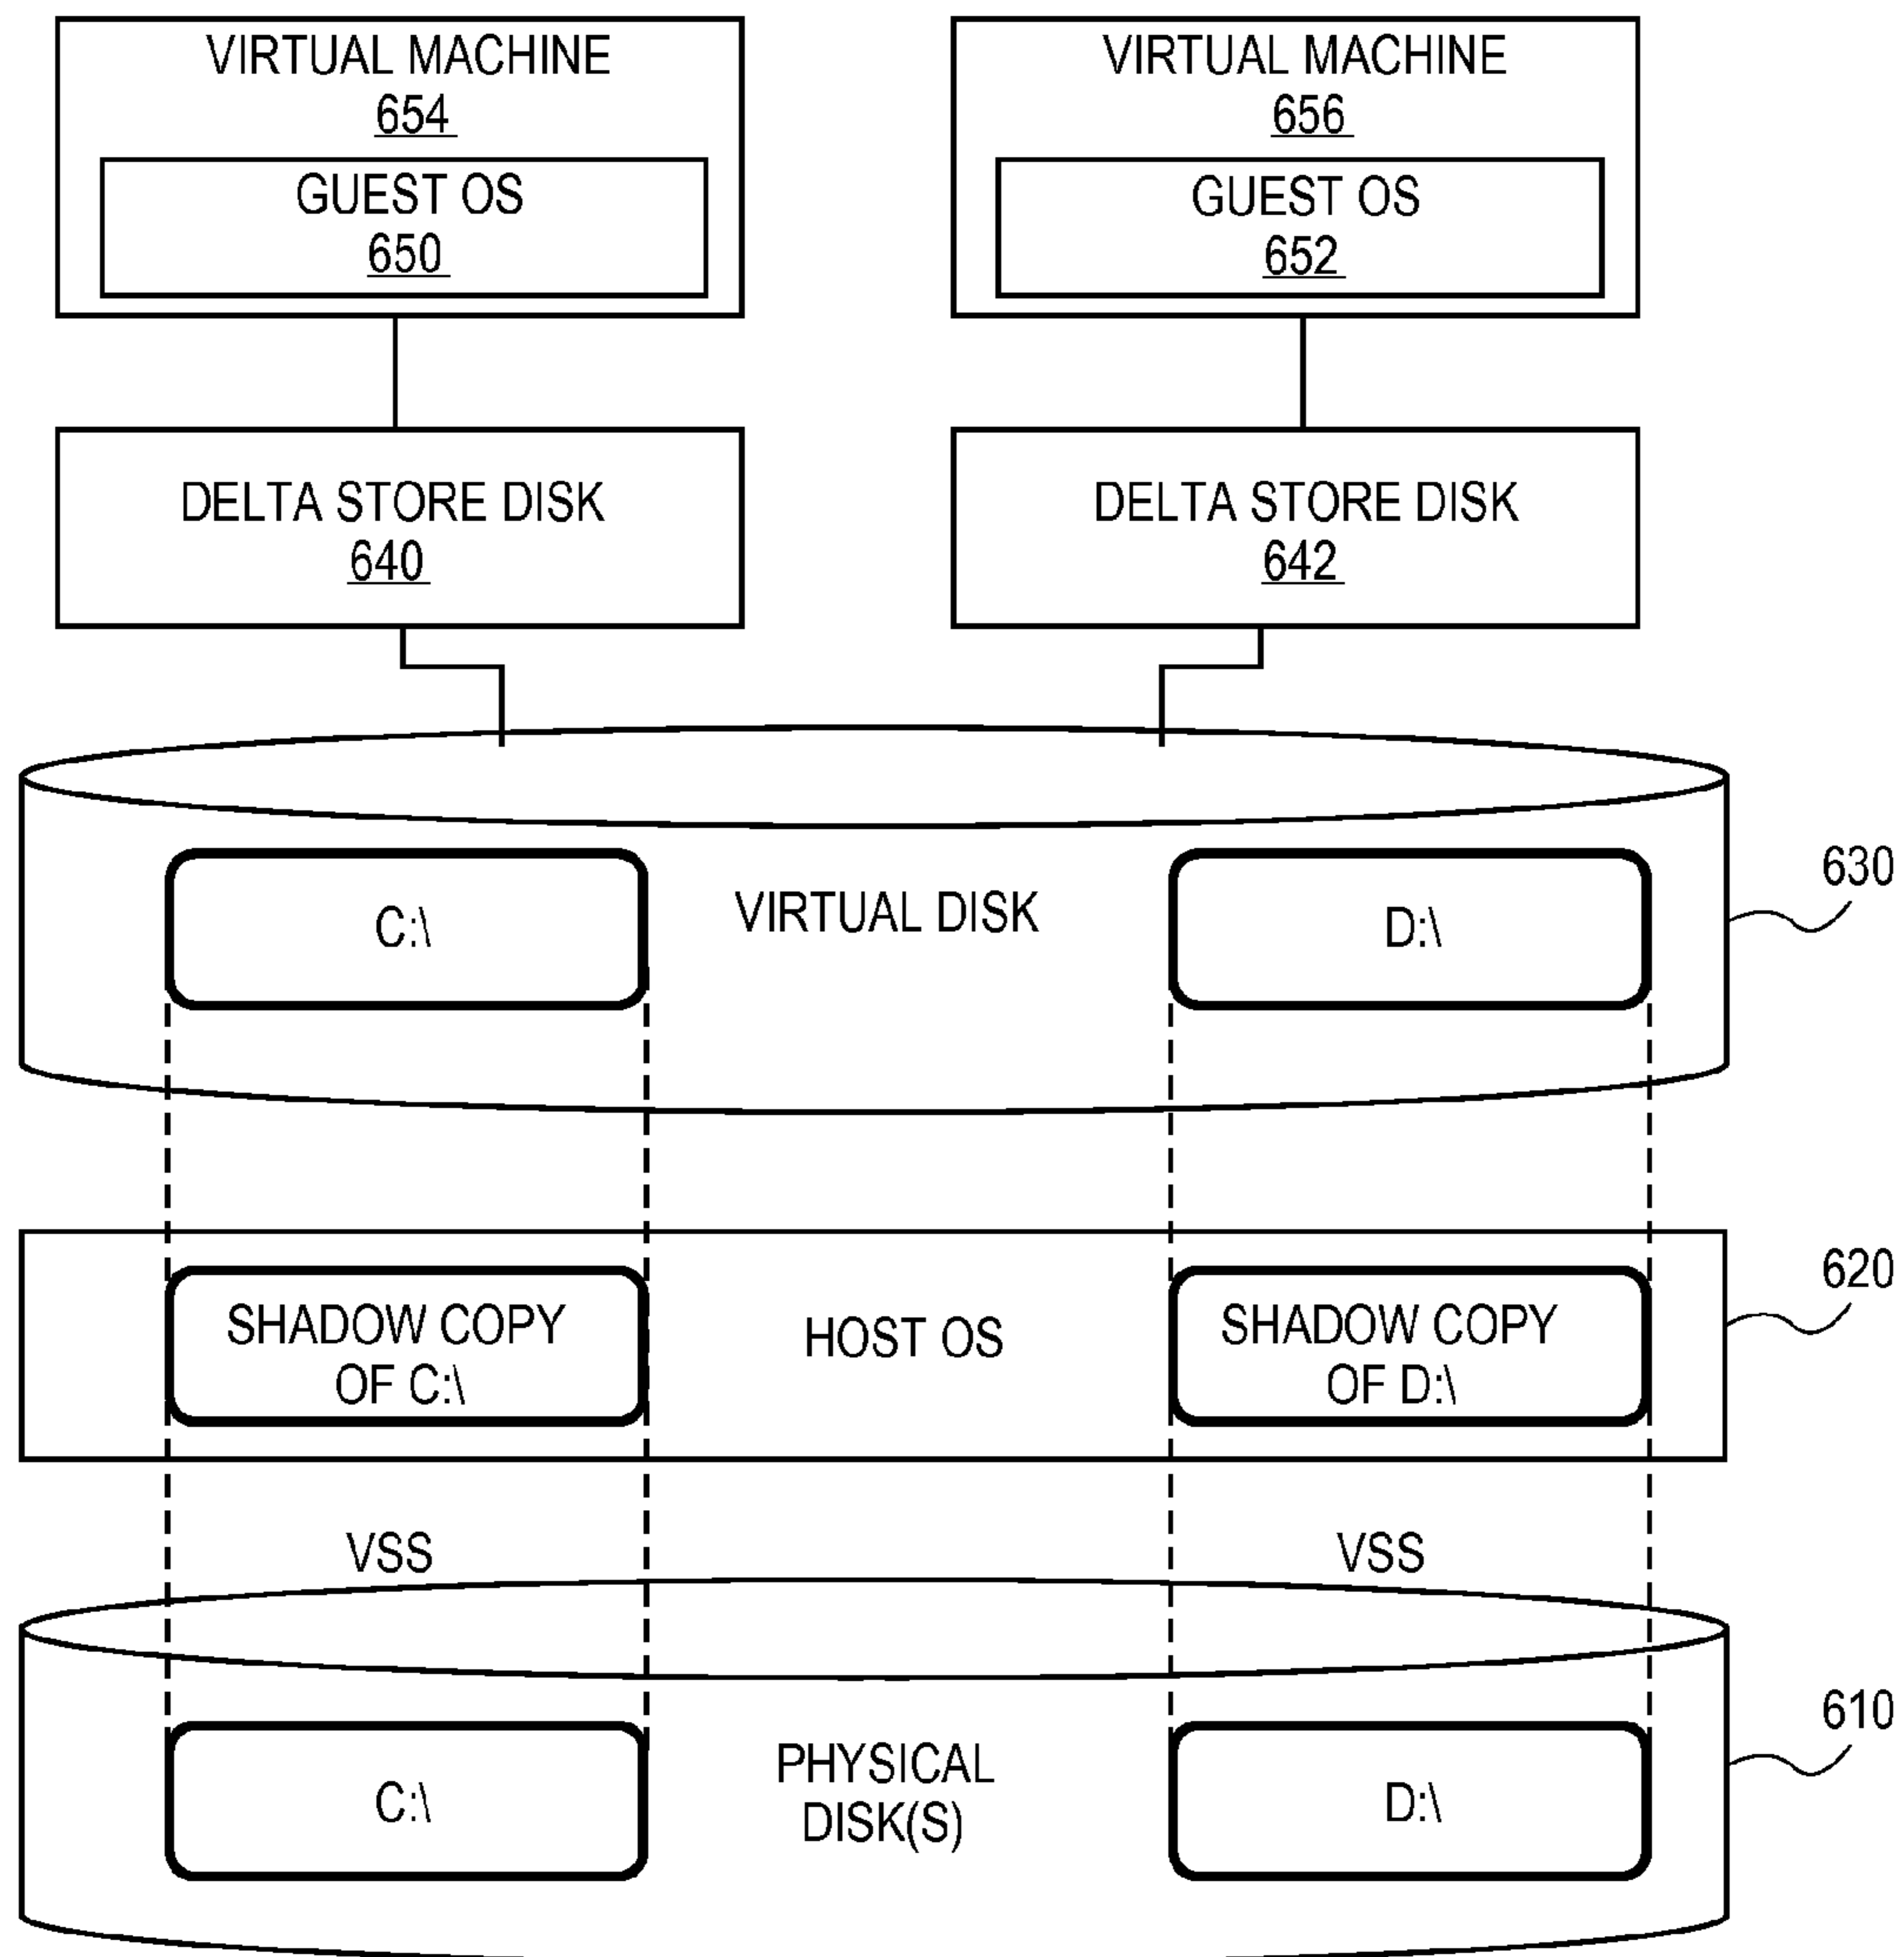 VIRTUAL MACHINE
654
GUEST OS
650
VIRTUAL MACHINE
656
GUEST OS
652
DELTA STORE DISK
640
DELTA STORE DISK
642
C:\
VIRTUAL DISK
D:\
630
SHADOW COPY
OF C:\
HOST OS
SHADOW COPY
OF D:\
620
VSS
VSS
C:\
PHYSICAL
DISK(S)
D:\
610